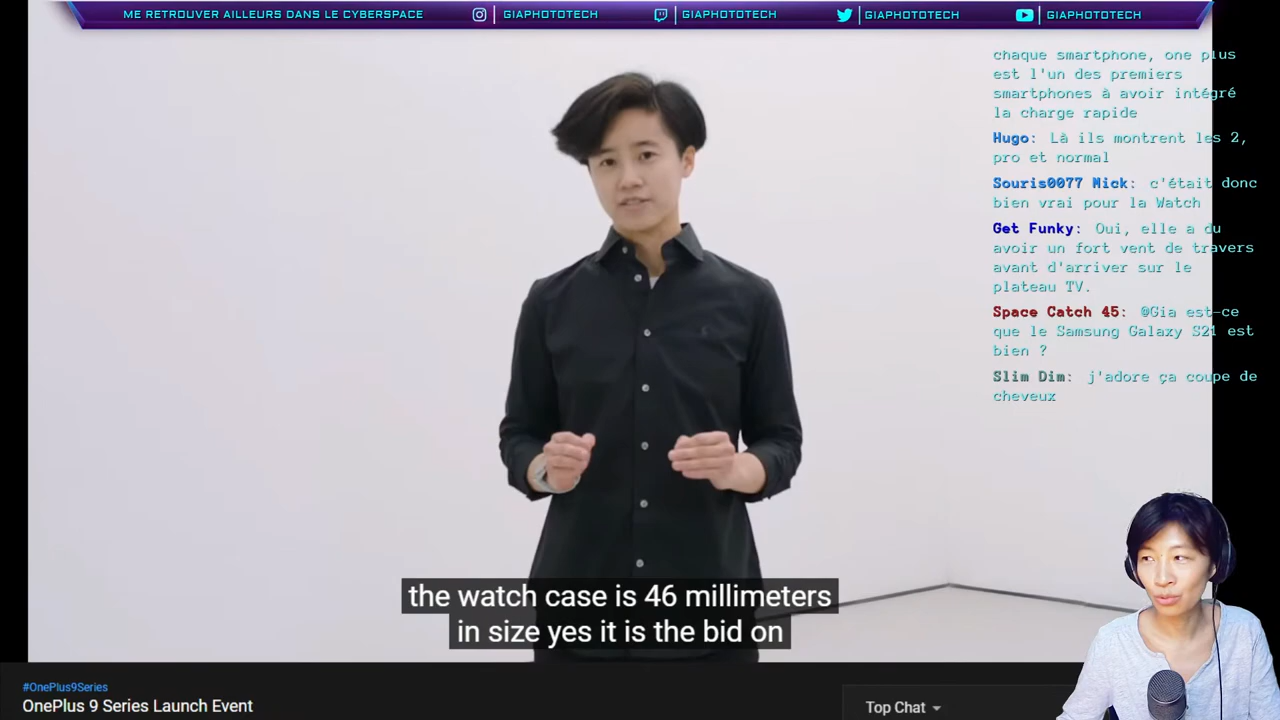 ME RETROUVER AILLEURS DANS LE CYBERSPACE
GIAPHOTOTECH
GIAPHOTOTECH
GIAPHOTOTECH
GIAPHOTOTECH
chaque smartphone, one plus
est l'un des premiers
smartphones à avoir intégré
la charge rapide
Hugo: Là ils montrent les 2,
pro et normal
Souris0077 Mick: c'était donc
bien vrai pour la Watch
Get Funky: Oui, elle a du
avoir un fort vent de travers
avant d'arriver sur le
plateau TV.
Space Catch 45: @Gia est-ce
que le Samsung Galaxy S21 est
bien ?
Slim Dim: j'adore ça coupe de
cheveux
the watch case is 46 millimeters
in size yes it is the bid on
#OnePlus9Series
OnePlus 9 Series Launch Event
Top Chat